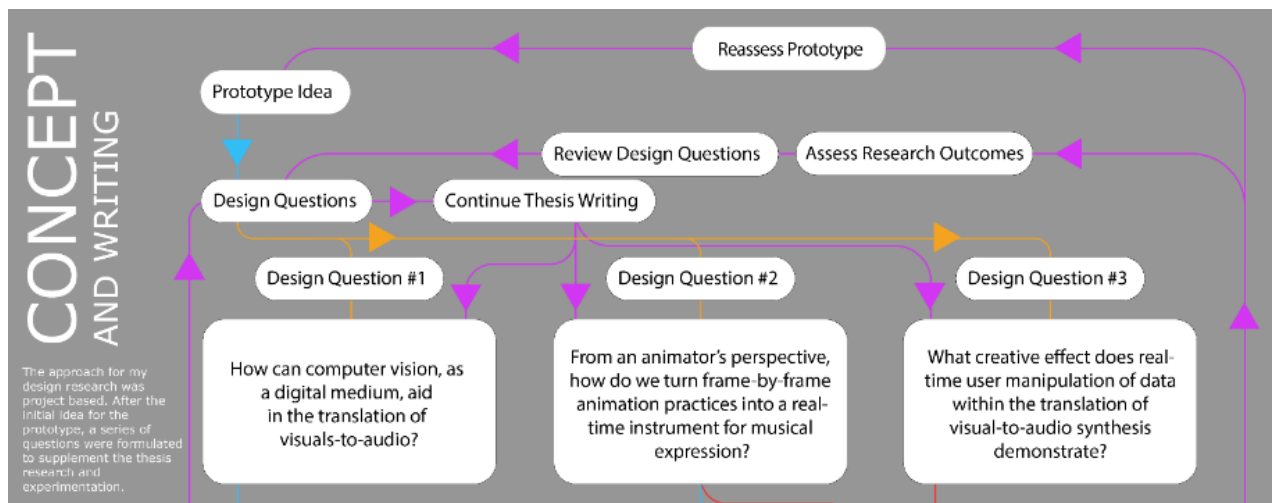 CONCEPT
AND WRITING
The approach for my
design research was
project based. After the
initial idea for the
prototype, a series of
questions were formulated
to supplement the thesis
research and
experimentation.
Reassess Prototype
Prototype Idea
Review Design Questions
Assess Research Outcomes
Design Questions
Continue Thesis Writing
Design Question #1
Design Question #2
Design Question #3
How can computer vision, as
a digital medium, aid
in the translation of
visuals-to-audio?
From an animator’s perspective,
how do we turn frame-by-frame
animation practices into a real-
time instrument for musical
expression?
What creative effect does real-
time user manipulation of data
within the translation of
visual-to-audio synthesis
demonstrate?